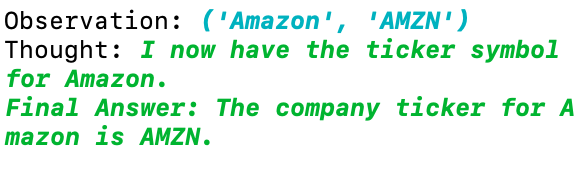 Observation: ('Amazon', 'AMZN')
Thought: I now have the ticker symbol
for Amazon.
Final Answer: The company ticker for A
mazon is AMZN.